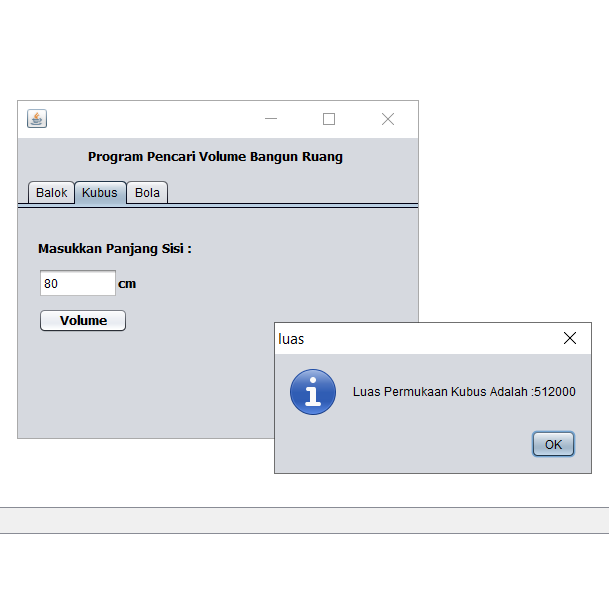 Program Pencari Volume Bangun Ruang
Balok Kubus Bola
Masukkan Panjang Sisi :
80 cm
Volume
luas
Luas Permukaan Kubus Adalah :512000
OK